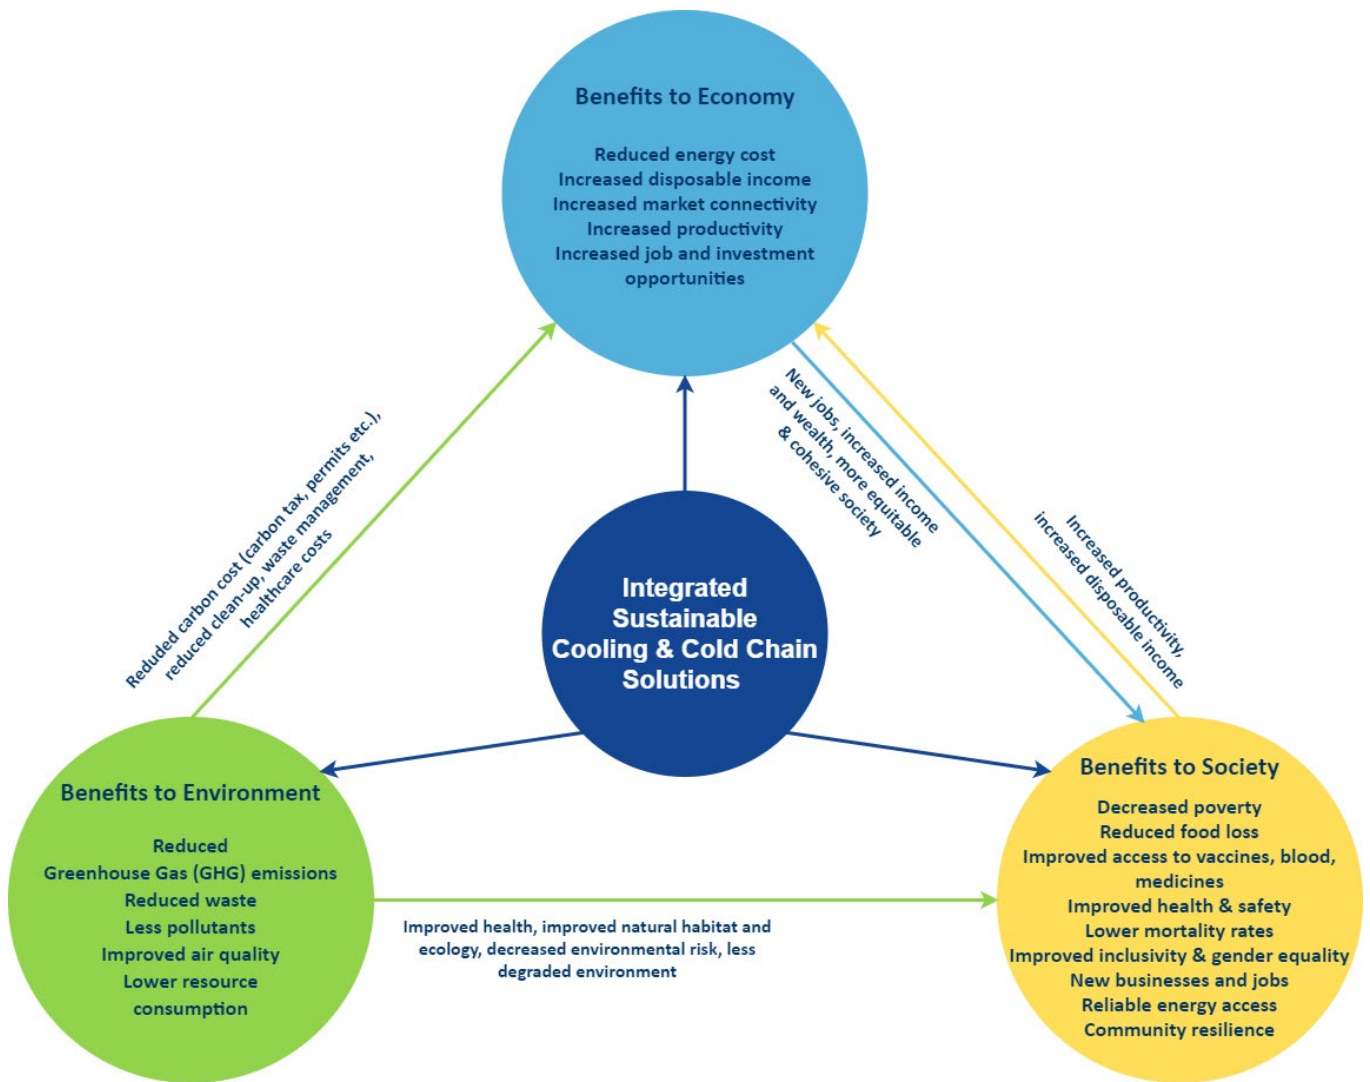 Benefits to Economy
Reduced energy cost
Increased disposable income
Increased market connectivity
Increased productivity
Increased job and investment
opportunities
Reduded carbon cost (carbon tax, permits etc.),
reduced clean-up, waste management,
healthcare costs
New jobs, increased income
and wealth, more equitable
& cohesive society
Increased productivity,
increased disposable income
Integrated
Sustainable
Cooling & Cold Chain
Solutions
Benefits to Environment
Reduced
Greenhouse Gas (GHG) emissions
Reduced waste
Less pollutants
Improved air quality
Lower resource
consumption
Improved health, improved natural habitat and
ecology, decreased environmental risk, less
degraded environment
Benefits to Society
Decreased poverty
Reduced food loss
Improved access to vaccines, blood,
medicines
Improved health & safety
Lower mortality rates
Improved inclusivity & gender equality
New businesses and jobs
Reliable energy access
Community resilience